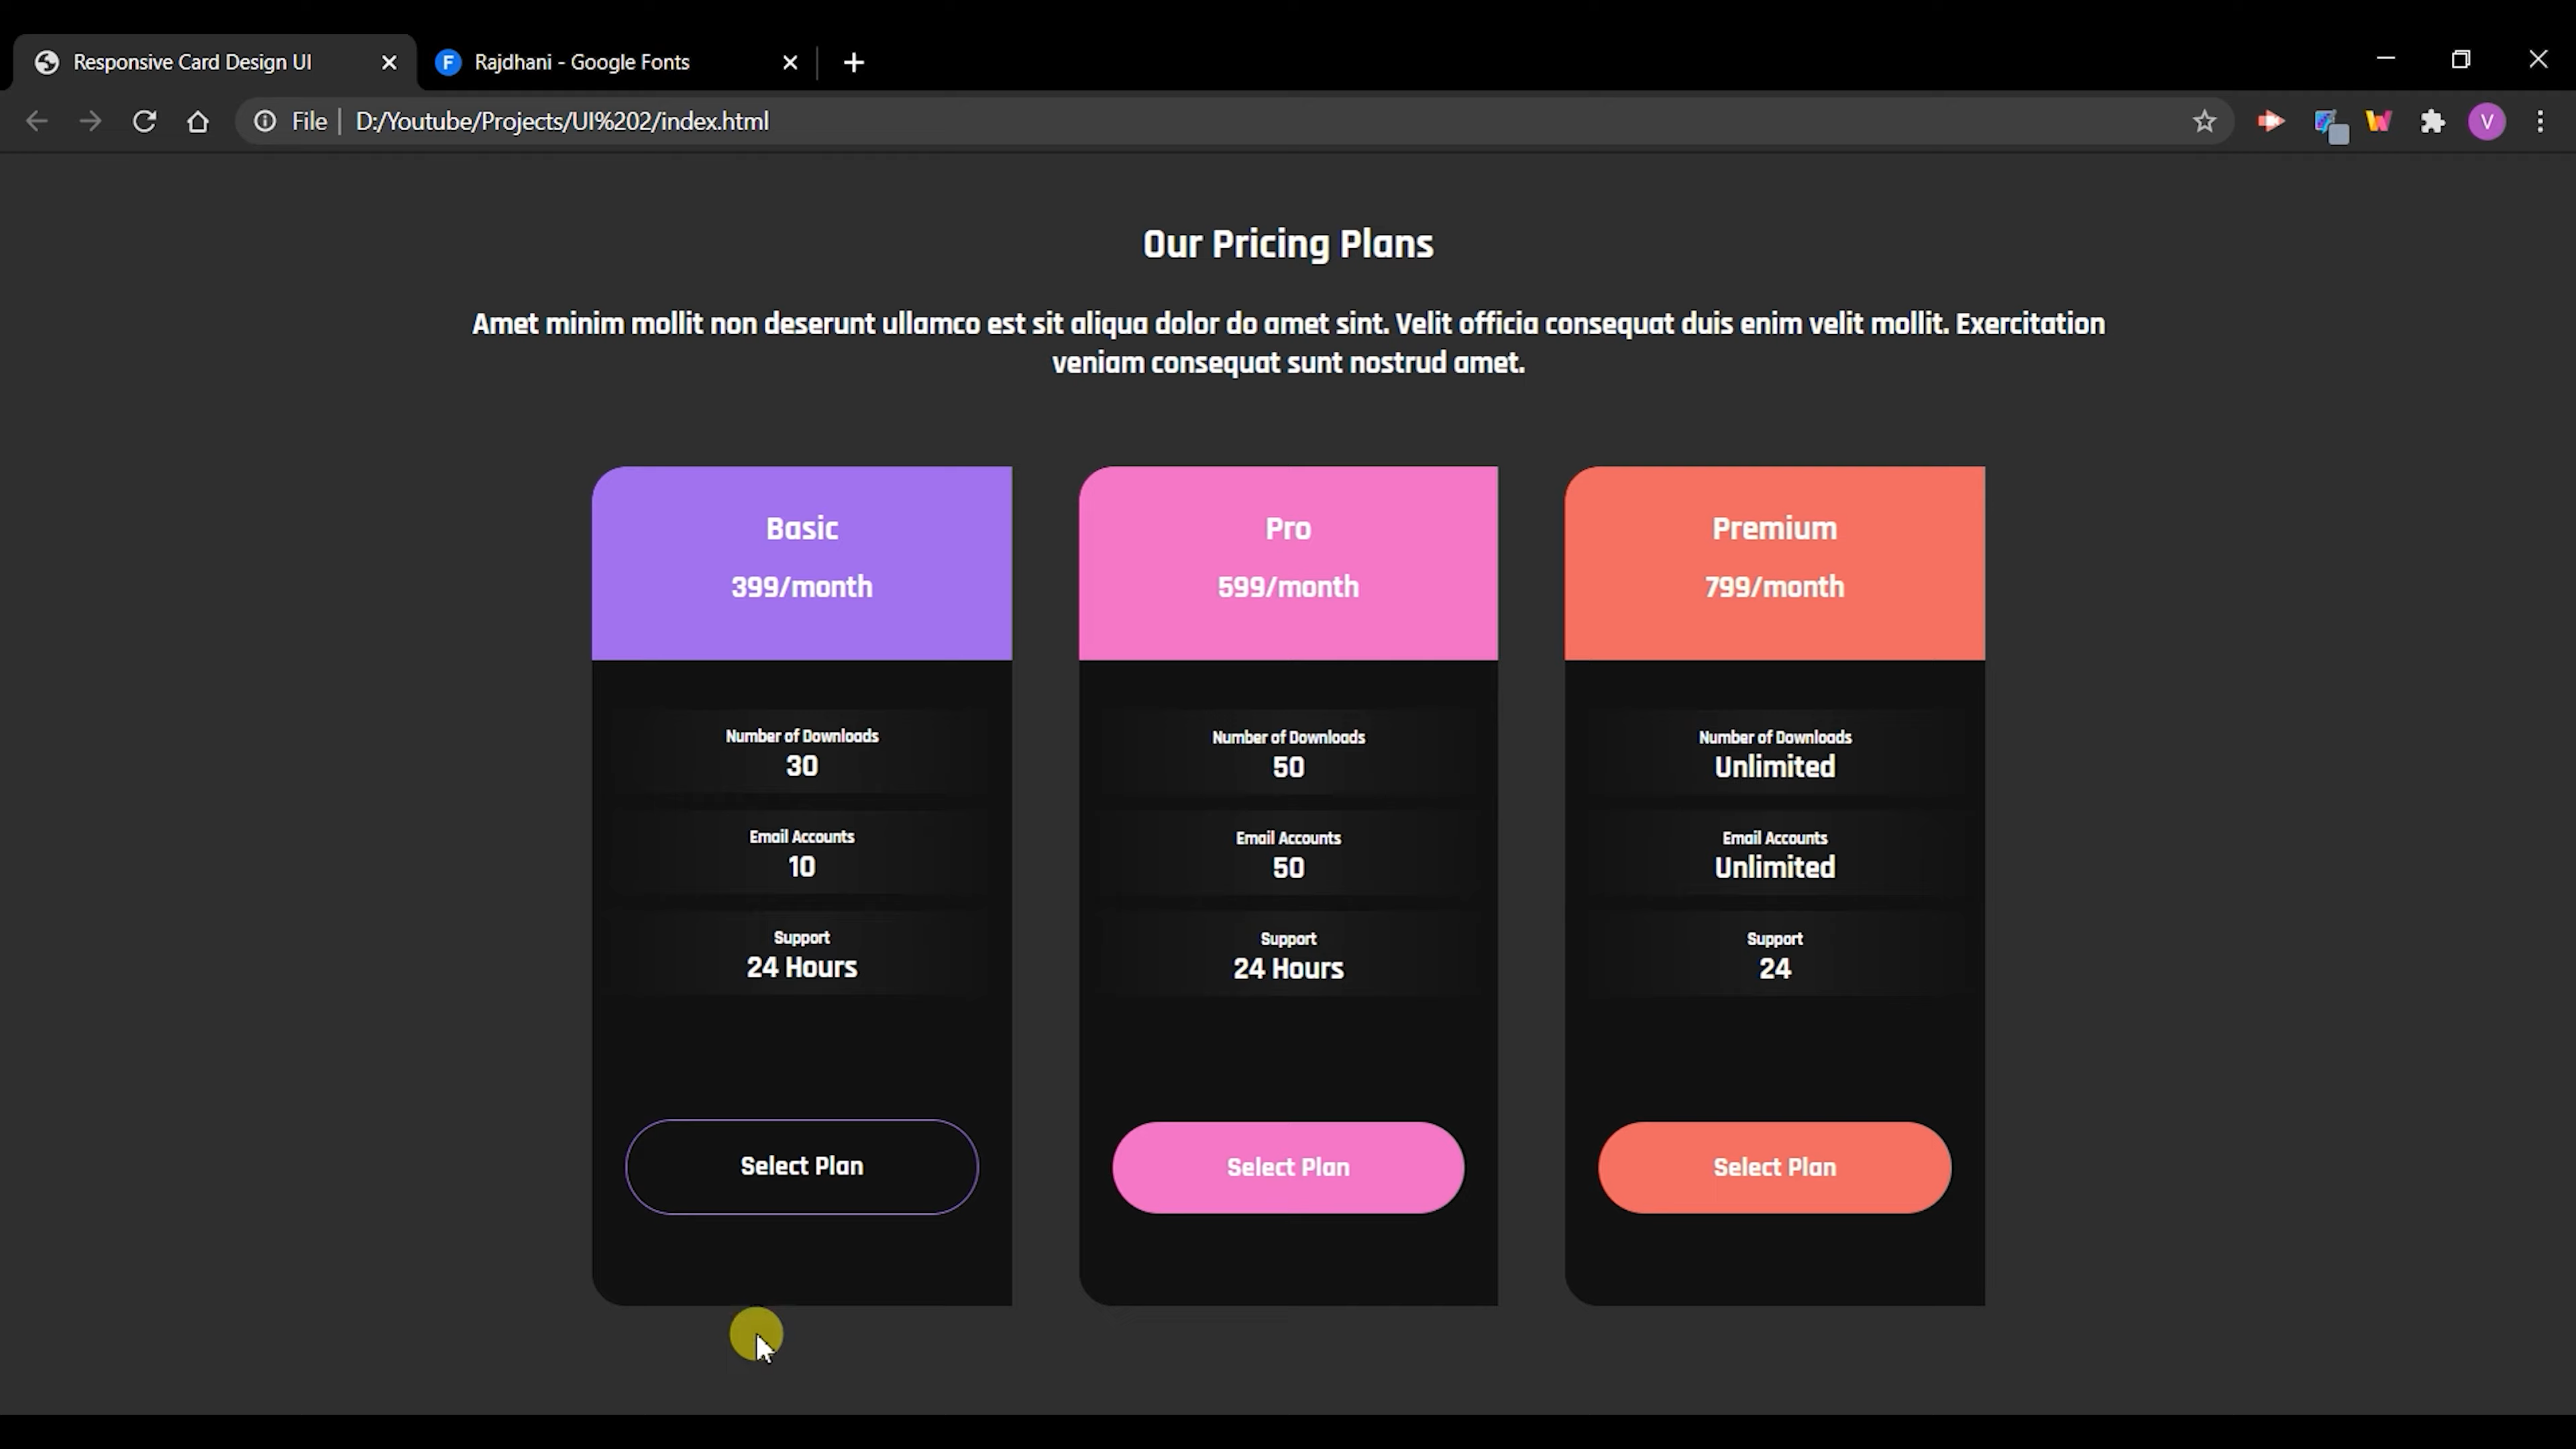 Responsive Card Design UI
Rajdhani - Google Fonts
File
D:/Youtube/Projects/UI%202/index.html
V
Our Pricing Plans
Amet minim mollit non deserunt ullamco est sit aliqua dolor do amet sint. Velit officia consequat duis enim velit mollit. Exercitation
veniam consequat sunt nostrud amet.
Basic
399/month
Number of Downloads
30
Email Accounts
10
Support
24 Hours
Select Plan
Pro
599/month
Number of Downloads
50
Email Accounts
50
Support
24 Hours
Select Plan
Premium
799/month
Number of Downloads
Unlimited
Email Accounts
Unlimited
Support
24
Select Plan